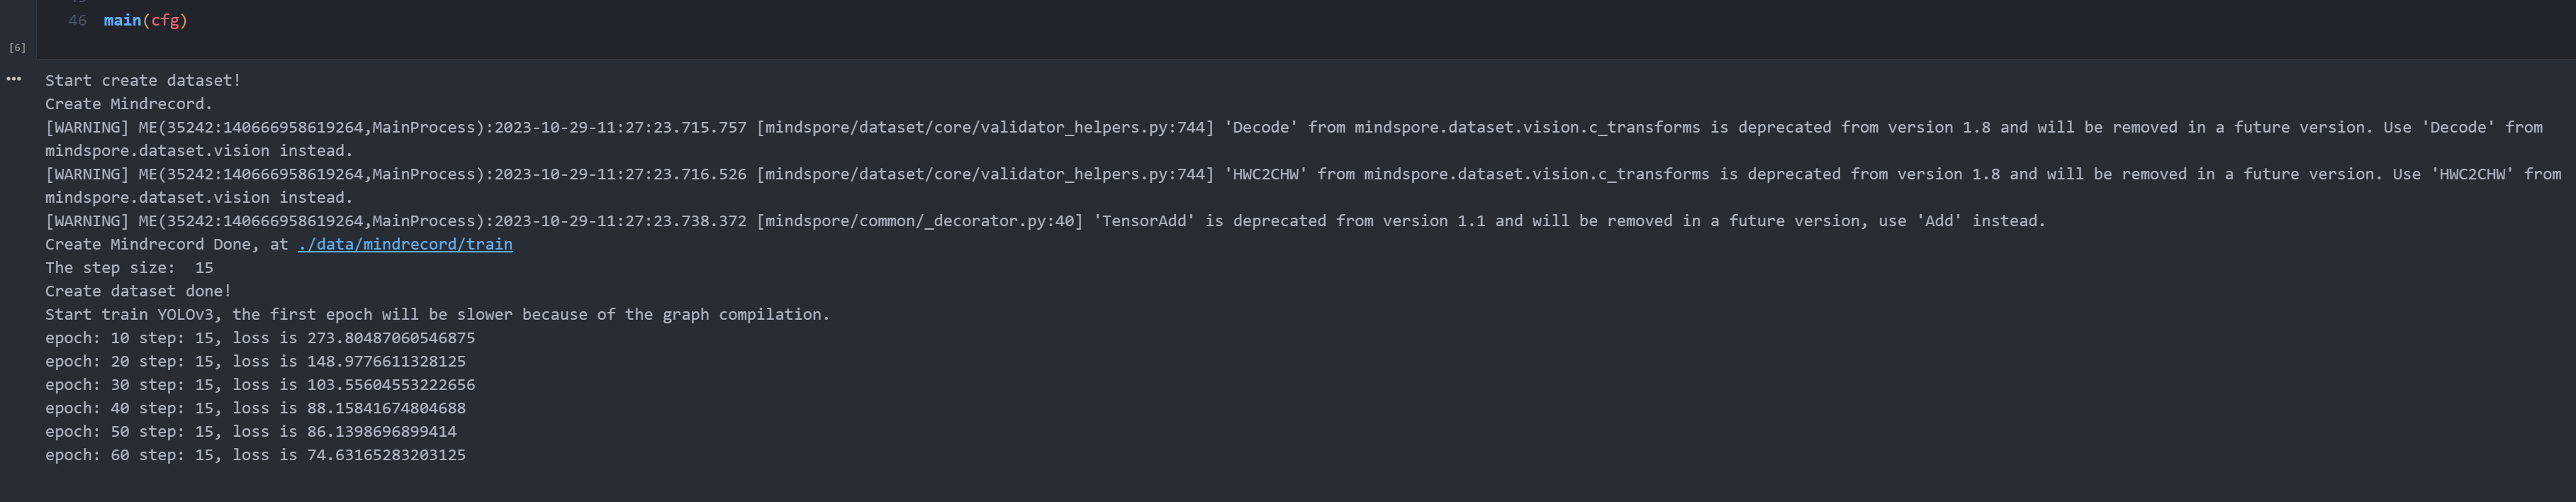 46 main(cfg)
[6]
Start create dataset!
Create Mindrecord.
[WARNING] ME(35242:140666958619264,MainProcess):2023-10-29-11:27:23.715.757 [mindspore/dataset/core/validator_helpers.py:744] 'Decode' from mindspore.dataset.vision.c_transforms is deprecated from version 1.8 and will be removed in a future version. Use 'Decode' from
mindspore.dataset.vision instead.
[WARNING] ME(35242:140666958619264,MainProcess):2023-10-29-11:27:23.716.526 [mindspore/dataset/core/validator_helpers.py:744] 'HWC2CHW' from mindspore.dataset.vision.c_transforms is deprecated from version 1.8 and will be removed in a future version. Use 'HWC2CHW' from
mindspore.dataset.vision instead.
[WARNING] ME(35242:140666958619264,MainProcess):2023-10-29-11:27:23.738.372 [mindspore/common/_decorator.py:40] 'TensorAdd' is deprecated from version 1.1 and will be removed in a future version, use 'Add' instead.
Create Mindrecord Done, at ./data/mindrecord/train
The step size:  15
Create dataset done!
Start train YOLOv3, the first epoch will be slower because of the graph compilation.
epoch: 10 step: 15, loss is 273.80487060546875
epoch: 20 step: 15, loss is 148.9776611328125
epoch: 30 step: 15, loss is 103.55604553222656
epoch: 40 step: 15, loss is 88.15841674804688
epoch: 50 step: 15, loss is 86.1398696899414
epoch: 60 step: 15, loss is 74.63165283203125